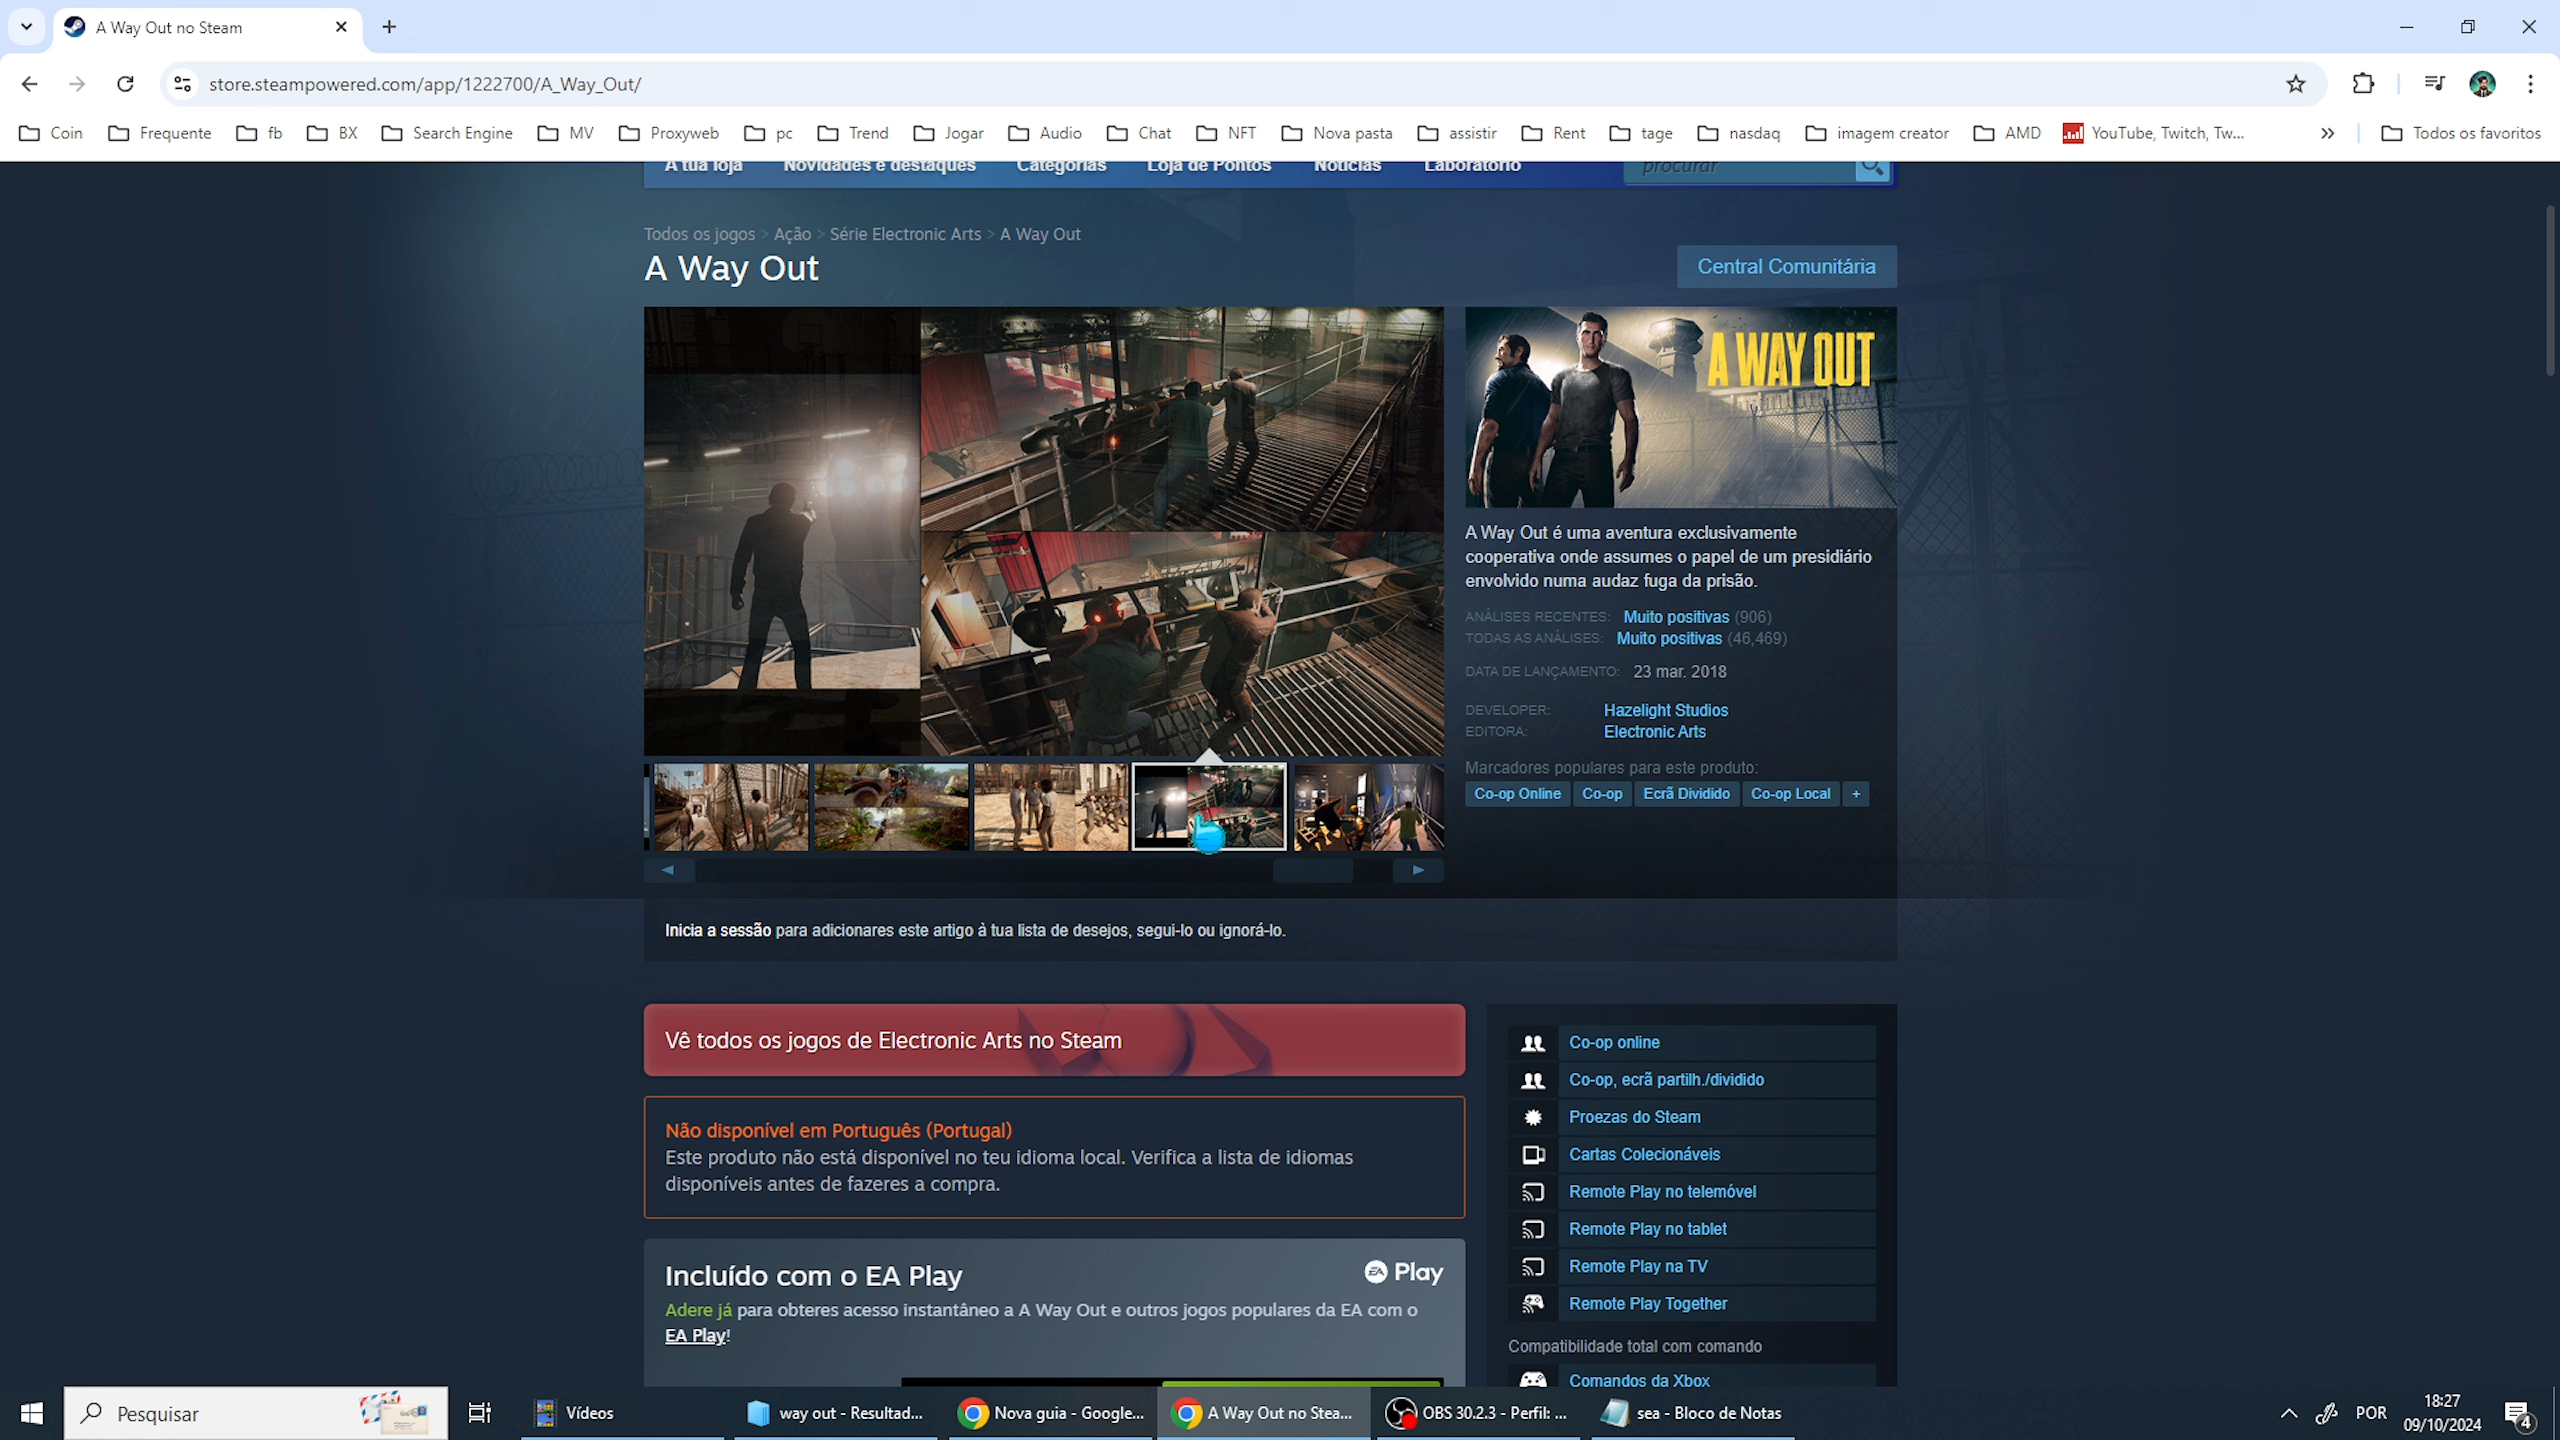 A Way Out no Steam
store.steampowered.com/app/1222700/A_Way_Out/
Coin
Frequente
fb
BX
Search Engine
MV
Proxyweb
pc
Trend
Jogar
Audio
Chat
NFT
Nova pasta
assistir
Rent
tage
nasdaq
imagem creator
AMD
YouTube, Twitch, Tw...
Todos os favoritos
A tua loja
Novidades e destaques
Categorias
Loja de Pontos
Notícias
Laboratório
procurar
Todos os jogos > Ação > Série Electronic Arts > A Way Out
A Way Out
Central Comunitária
A WAY OUT
A Way Out é uma aventura exclusivamente
cooperativa onde assumes o papel de um presidiário
envolvido numa audaz fuga da prisão.
ANÁLISES RECENTES: Muito positivas (906)
TODAS AS ANÁLISES: Muito positivas (46,469)
DATA DE LANÇAMENTO: 23 mar. 2018
DEVELOPER: Hazelight Studios
EDITORA: Electronic Arts
Marcadores populares para este produto:
Co-op Online
Co-op
Ecrã Dividido
Co-op Local
+
Inicia a sessão para adicionares este artigo à tua lista de desejos, segui-lo ou ignorá-lo.
Vê todos os jogos de Electronic Arts no Steam
Não disponível em Português (Portugal)
Este produto não está disponível no teu idioma local. Verifica a lista de idiomas
disponíveis antes de fazeres a compra.
Incluído com o EA Play
EA Play
Adere já para obteres acesso instantâneo a A Way Out e outros jogos populares da EA com o
EA Play!
Co-op online
Co-op, ecrã partilh./dividido
Proezas do Steam
Cartas Colecionáveis
Remote Play no telemóvel
Remote Play no tablet
Remote Play na TV
Remote Play Together
Compatibilidade total com comando
Comandos da Xbox
Pesquisar
Vídeos
way out - Resultad...
Nova guia - Google...
A Way Out no Stea...
OBS 30.2.3 - Perfil: ...
sea - Bloco de Notas
POR
18:27
09/10/2024
4